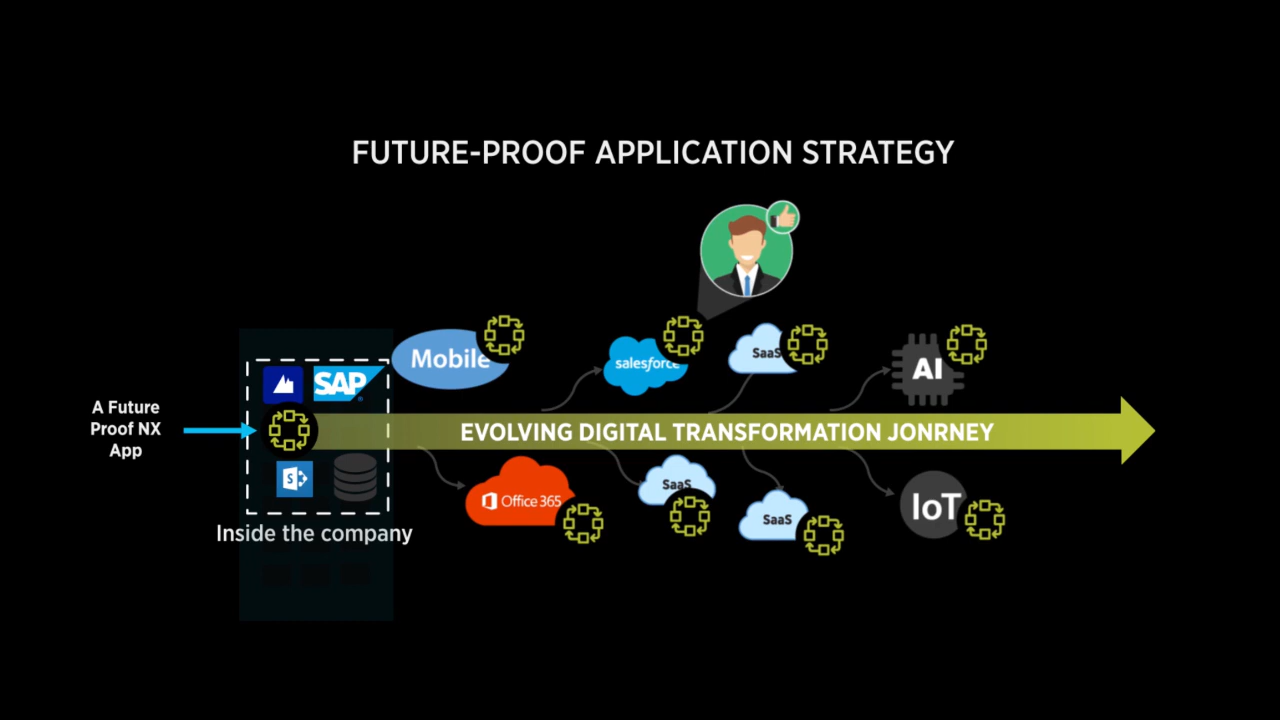 FUTURE-PROOF APPLICATION STRATEGY
Mobile
salesforce
SaaS
AI
SAP
®
A Future
Proof NX
App
EVOLVING DIGITAL TRANSFORMATION JONRNEY
S
Office 365
SaaS
SaaS
IoT
Inside the company